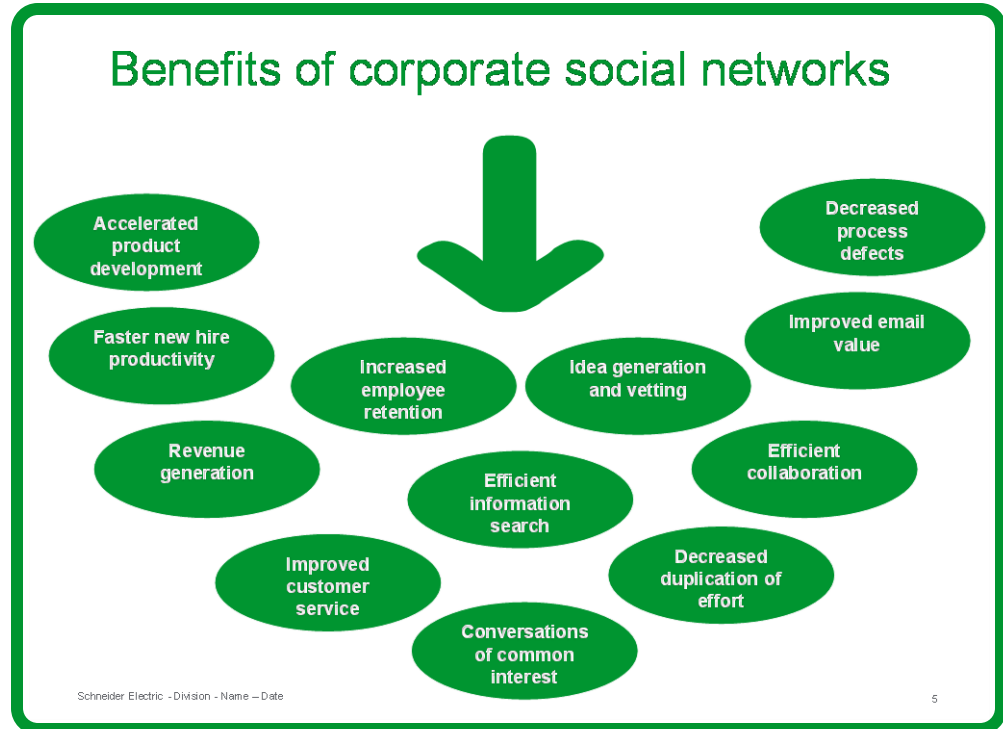 Benefits of corporate social networks
Accelerated
product
development
Decreased
process
defects
Faster new hire
productivity
Improved email
value
Increased
employee
retention
Idea generation
and vetting
Revenue
generation
Efficient
collaboration
Efficient
information
search
Improved
customer
service
Decreased
duplication of
effort
Conversations
of common
interest
Schneider Electric - Division - Name – Date
5